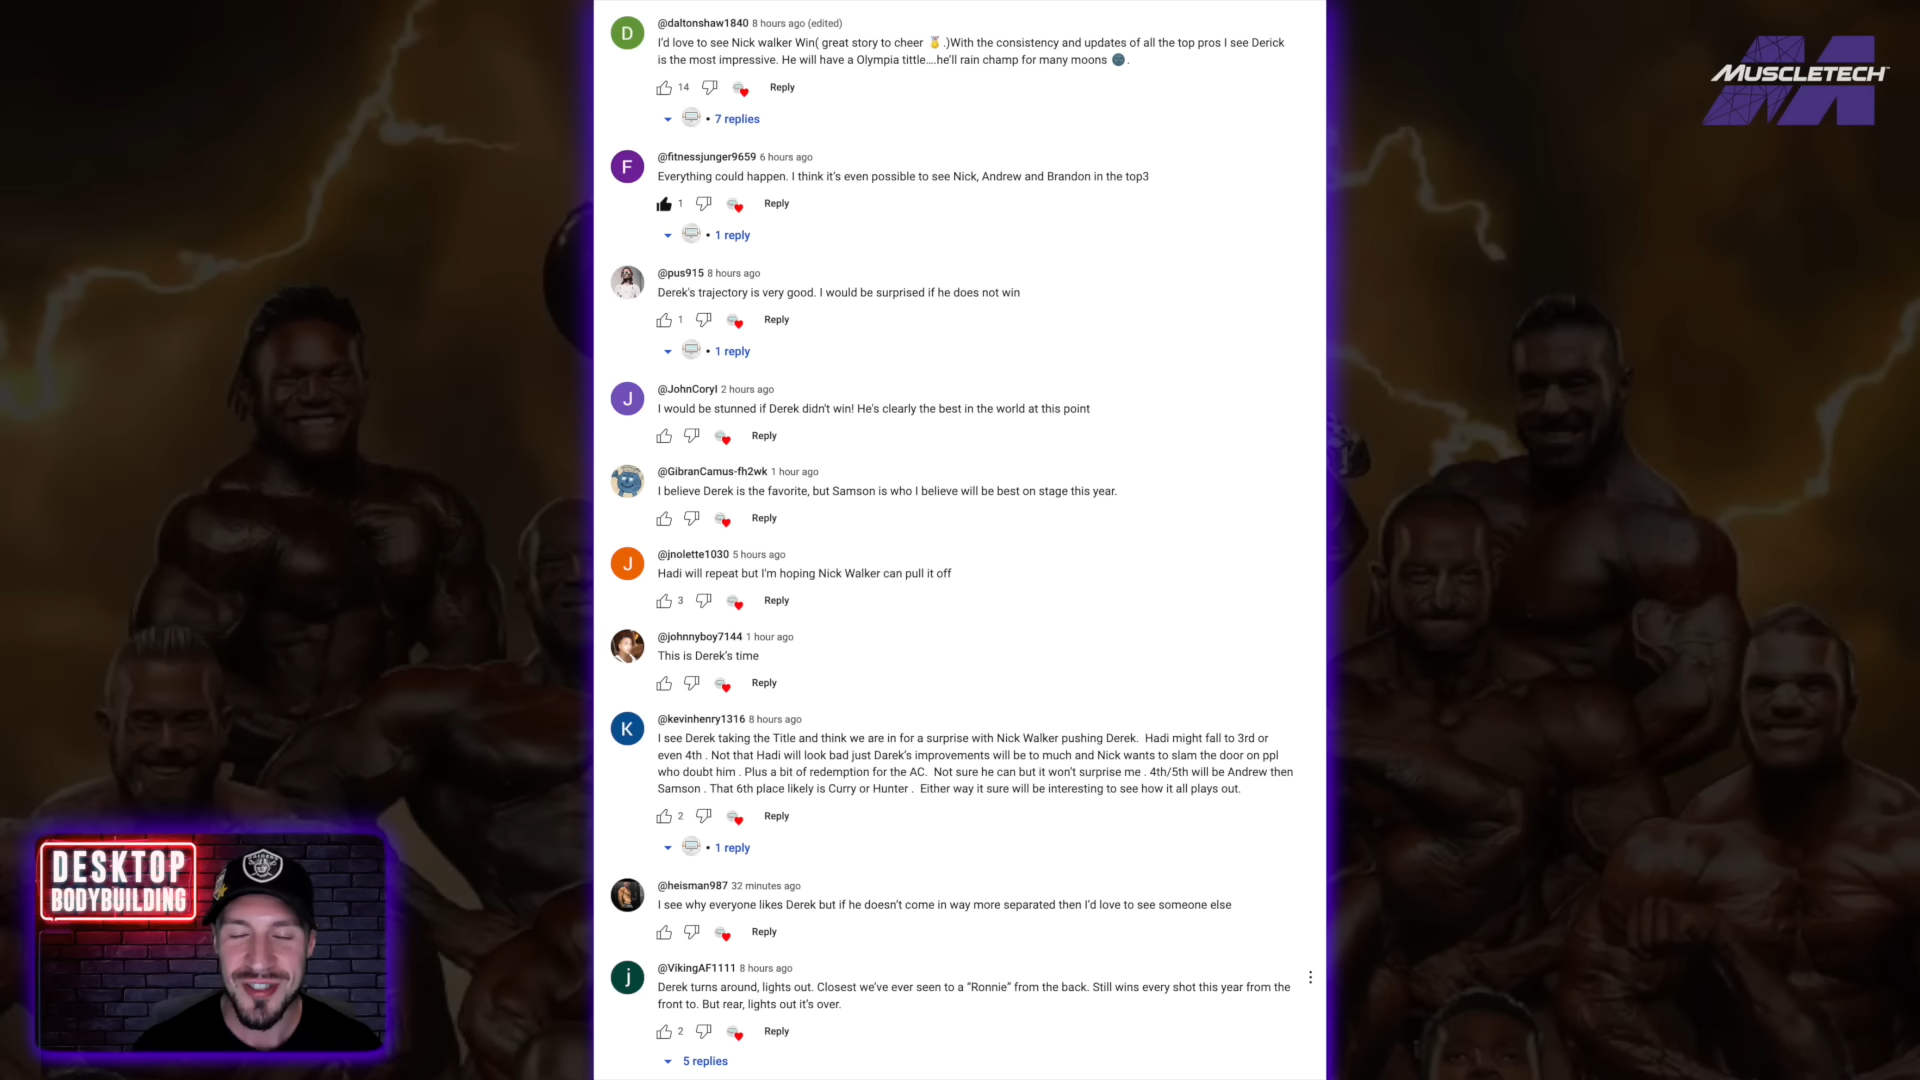 @daltonshaw1840 8 hours ago (edited)
I'd love to see Nick walker Win( great story to cheer 🏅.)With the consistency and updates of all the top pros I see Derick
is the most impressive. He will have a Olympia tittle....he'll rain champ for many moons 🌚 .
14 Reply
• 7 replies
@fitnessjunger9659 6 hours ago
Everything could happen. I think it's even possible to see Nick, Andrew and Brandon in the top3
1 Reply
• 1 reply
@pus915 8 hours ago
Derek's trajectory is very good. I would be surprised if he does not win
1 Reply
• 1 reply
@JohnCoryI 2 hours ago
I would be stunned if Derek didn't win! He's clearly the best in the world at this point
Reply
@GibranCamus-fh2wk 1 hour ago
I believe Derek is the favorite, but Samson is who I believe will be best on stage this year.
Reply
@jnolette1030 5 hours ago
Hadi will repeat but I'm hoping Nick Walker can pull it off
3 Reply
@johnnyboy7144 1 hour ago
This is Derek's time
Reply
@kevinhenry1316 8 hours ago
I see Derek taking the Title and think we are in for a surprise with Nick Walker pushing Derek. Hadi might fall to 3rd or
even 4th . Not that Hadi will look bad just Darek's improvements will be to much and Nick wants to slam the door on ppl
who doubt him . Plus a bit of redemption for the AC. Not sure he can but it won't surprise me . 4th/5th will be Andrew then
Samson . That 6th place likely is Curry or Hunter . Either way it sure will be interesting to see how it all plays out.
2 Reply
• 1 reply
@heisman987 32 minutes ago
I see why everyone likes Derek but if he doesn't come in way more separated then I'd love to see someone else
Reply
@VikingAF1111 8 hours ago
Derek turns around, lights out. Closest we've ever seen to a "Ronnie" from the back. Still wins every shot this year from the
front to. But rear, lights out it's over.
2 Reply
5 replies
D
F
J
J
K
j
MUSCLETECH
DESKTOP
BODYBUILDING
RAIDERS